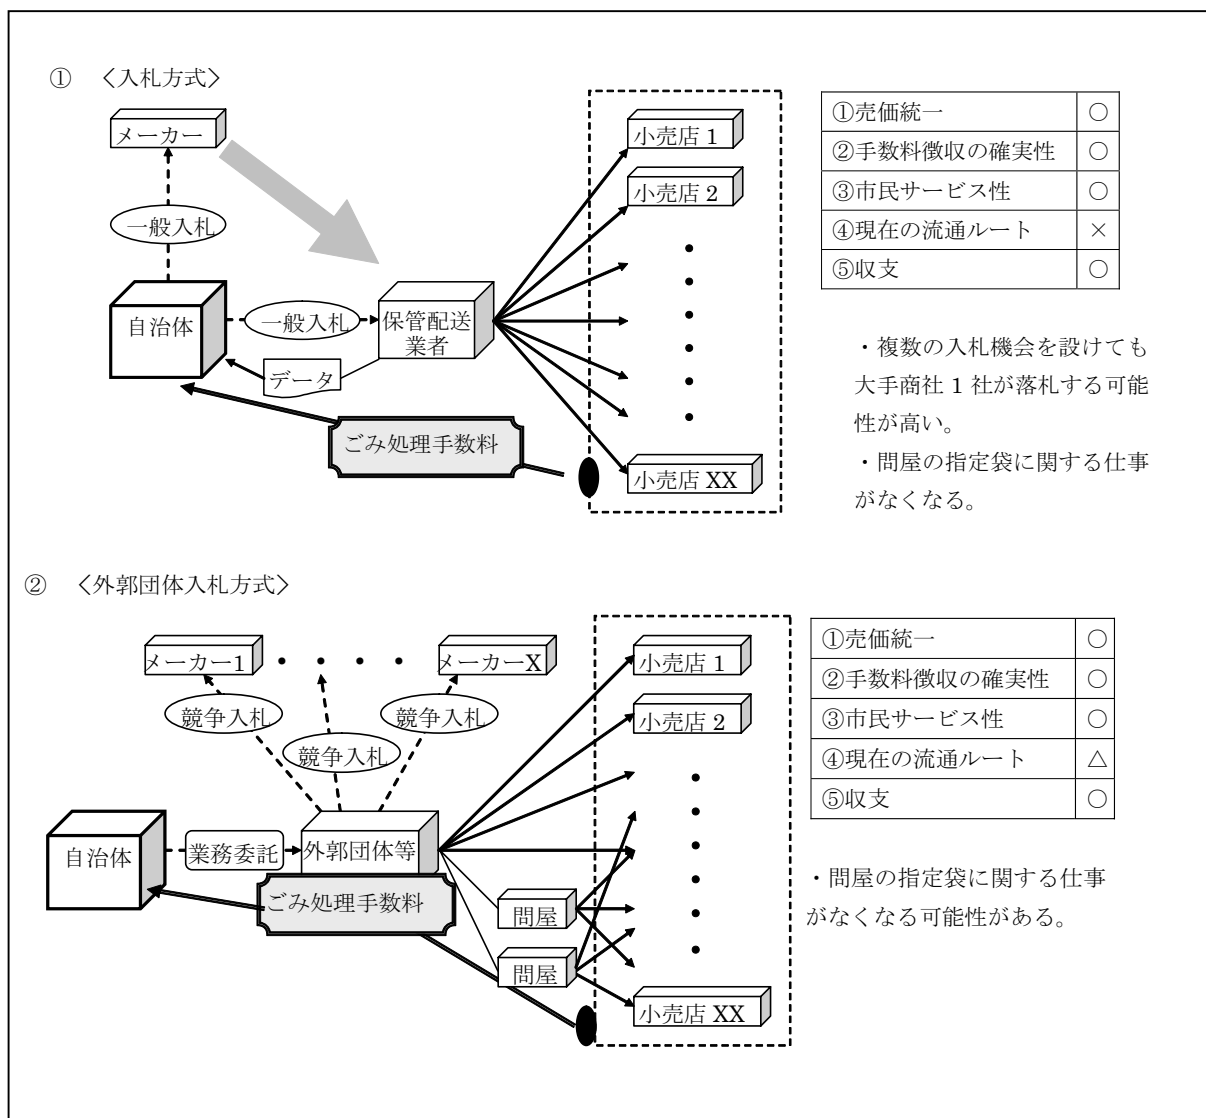 ① 〈入札方式〉
メーカー
一般入札
自治体
一般入札
保管配送
業者
データ
ごみ処理手数料
小売店 1
小売店 2
小売店 XX
①売価統一 ○
②手数料徴収の確実性 ○
③市民サービス性 ○
④現在の流通ルート ×
⑤収支 ○
・複数の入札機会を設けても
大手商社 1 社が落札する可能
性が高い。
・問屋の指定袋に関する仕事
がなくなる。
② 〈外郭団体入札方式〉
メーカー1
メーカーX
競争入札
競争入札
競争入札
自治体
業務委託
外郭団体等
ごみ処理手数料
問屋
問屋
小売店 1
小売店 2
小売店 XX
①売価統一 ○
②手数料徴収の確実性 ○
③市民サービス性 ○
④現在の流通ルート △
⑤収支 ○
・問屋の指定袋に関する仕事
がなくなる可能性がある。